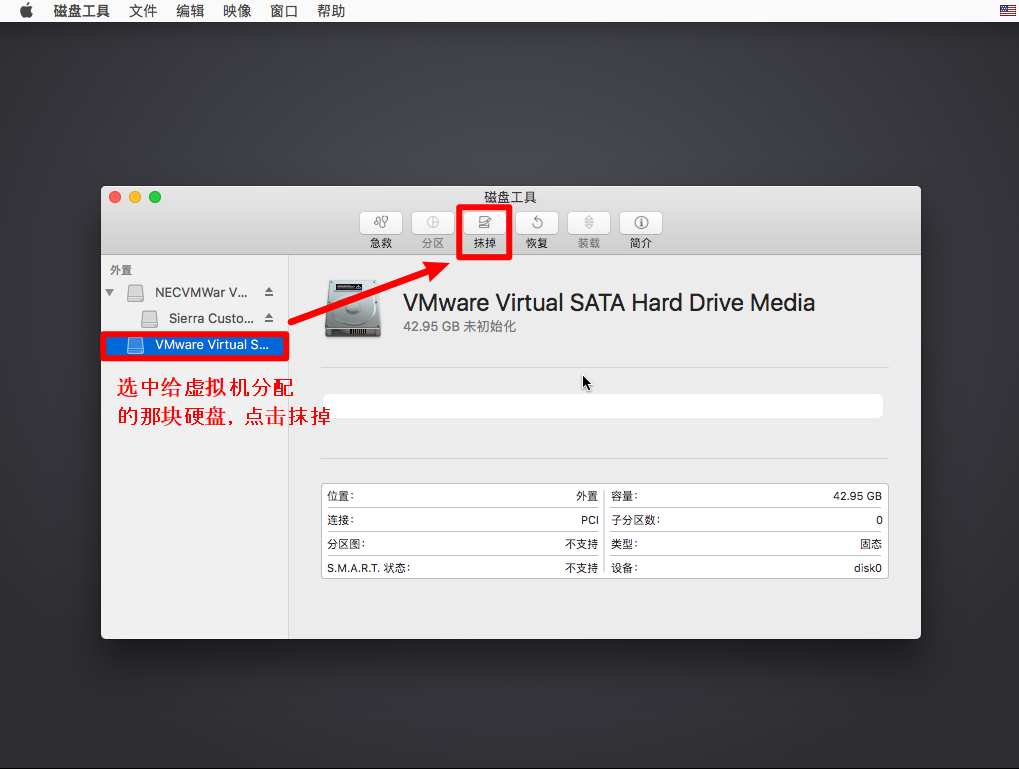 磁盘工具 文件 编辑 映像 窗口 帮助
磁盘工具
急救 分区 抹掉 恢复 装载 简介
外置
NECVMWar V...
Sierra Custo...
VMware Virtual S...
选中给虚拟机分配
的那块硬盘, 点击抹掉
VMware Virtual SATA Hard Drive Media
42.95 GB 未初始化
位置: 外置 容量: 42.95 GB
连接: PCI 子分区数: 0
分区图: 不支持 类型: 固态
S.M.A.R.T. 状态: 不支持 设备: disk0